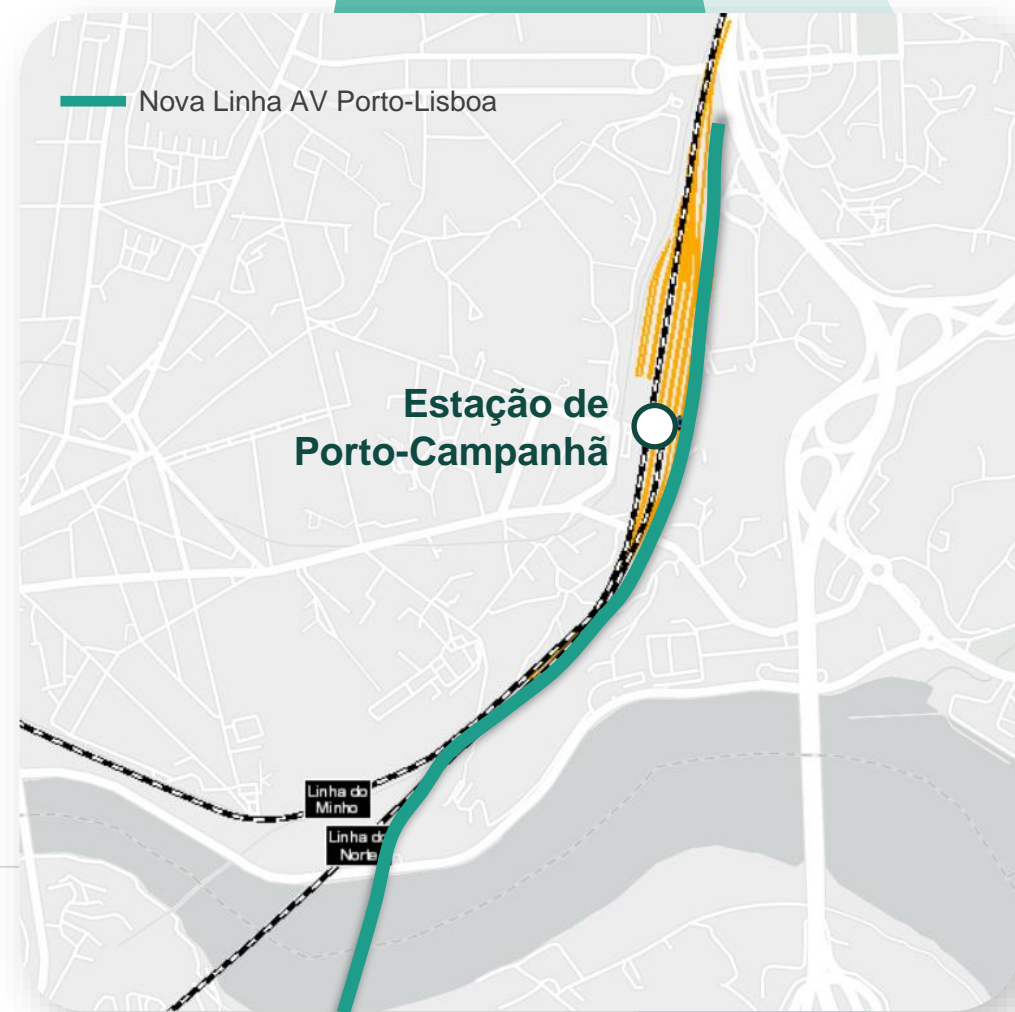 Nova Linha AV Porto-Lisboa
Estação de
Porto-Campanhã
Linha do
Minho
Linha do
Norte